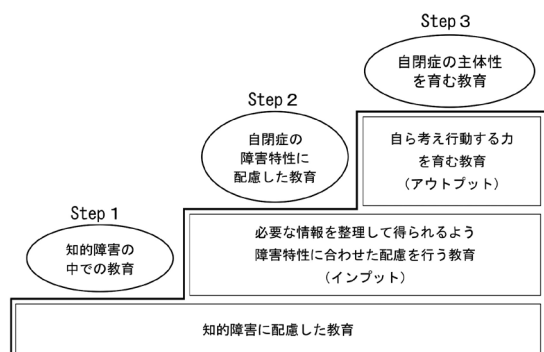 Step３
自閉症の主体性
を育む教育
Step２
自閉症の
障害特性に
配慮した教育
自ら考え行動する力
を育む教育
（アウトプット）
Step１
知的障害の
中での教育
必要な情報を整理して得られるよう
障害特性に合わせた配慮を行う教育
（インプット）
知的障害に配慮した教育